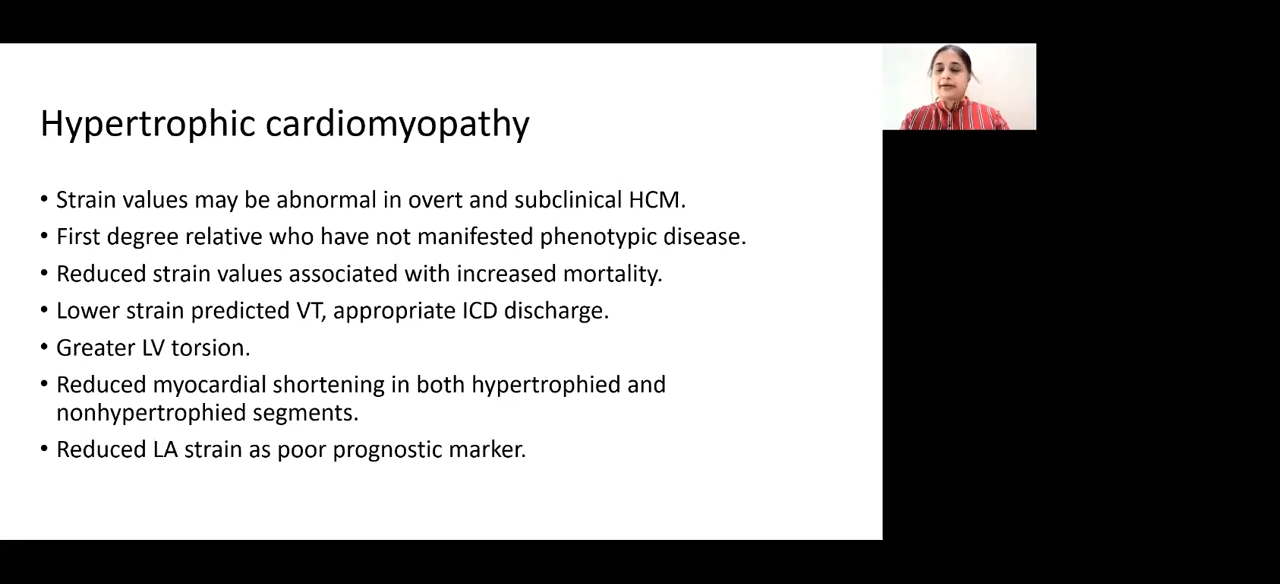 Hypertrophic cardiomyopathy
• Strain values may be abnormal in overt and subclinical HCM.
• First degree relative who have not manifested phenotypic disease.
• Reduced strain values associated with increased mortality.
• Lower strain predicted VT, appropriate ICD discharge.
• Greater LV torsion.
• Reduced myocardial shortening in both hypertrophied and
nonhypertrophied segments.
• Reduced LA strain as poor prognostic marker.